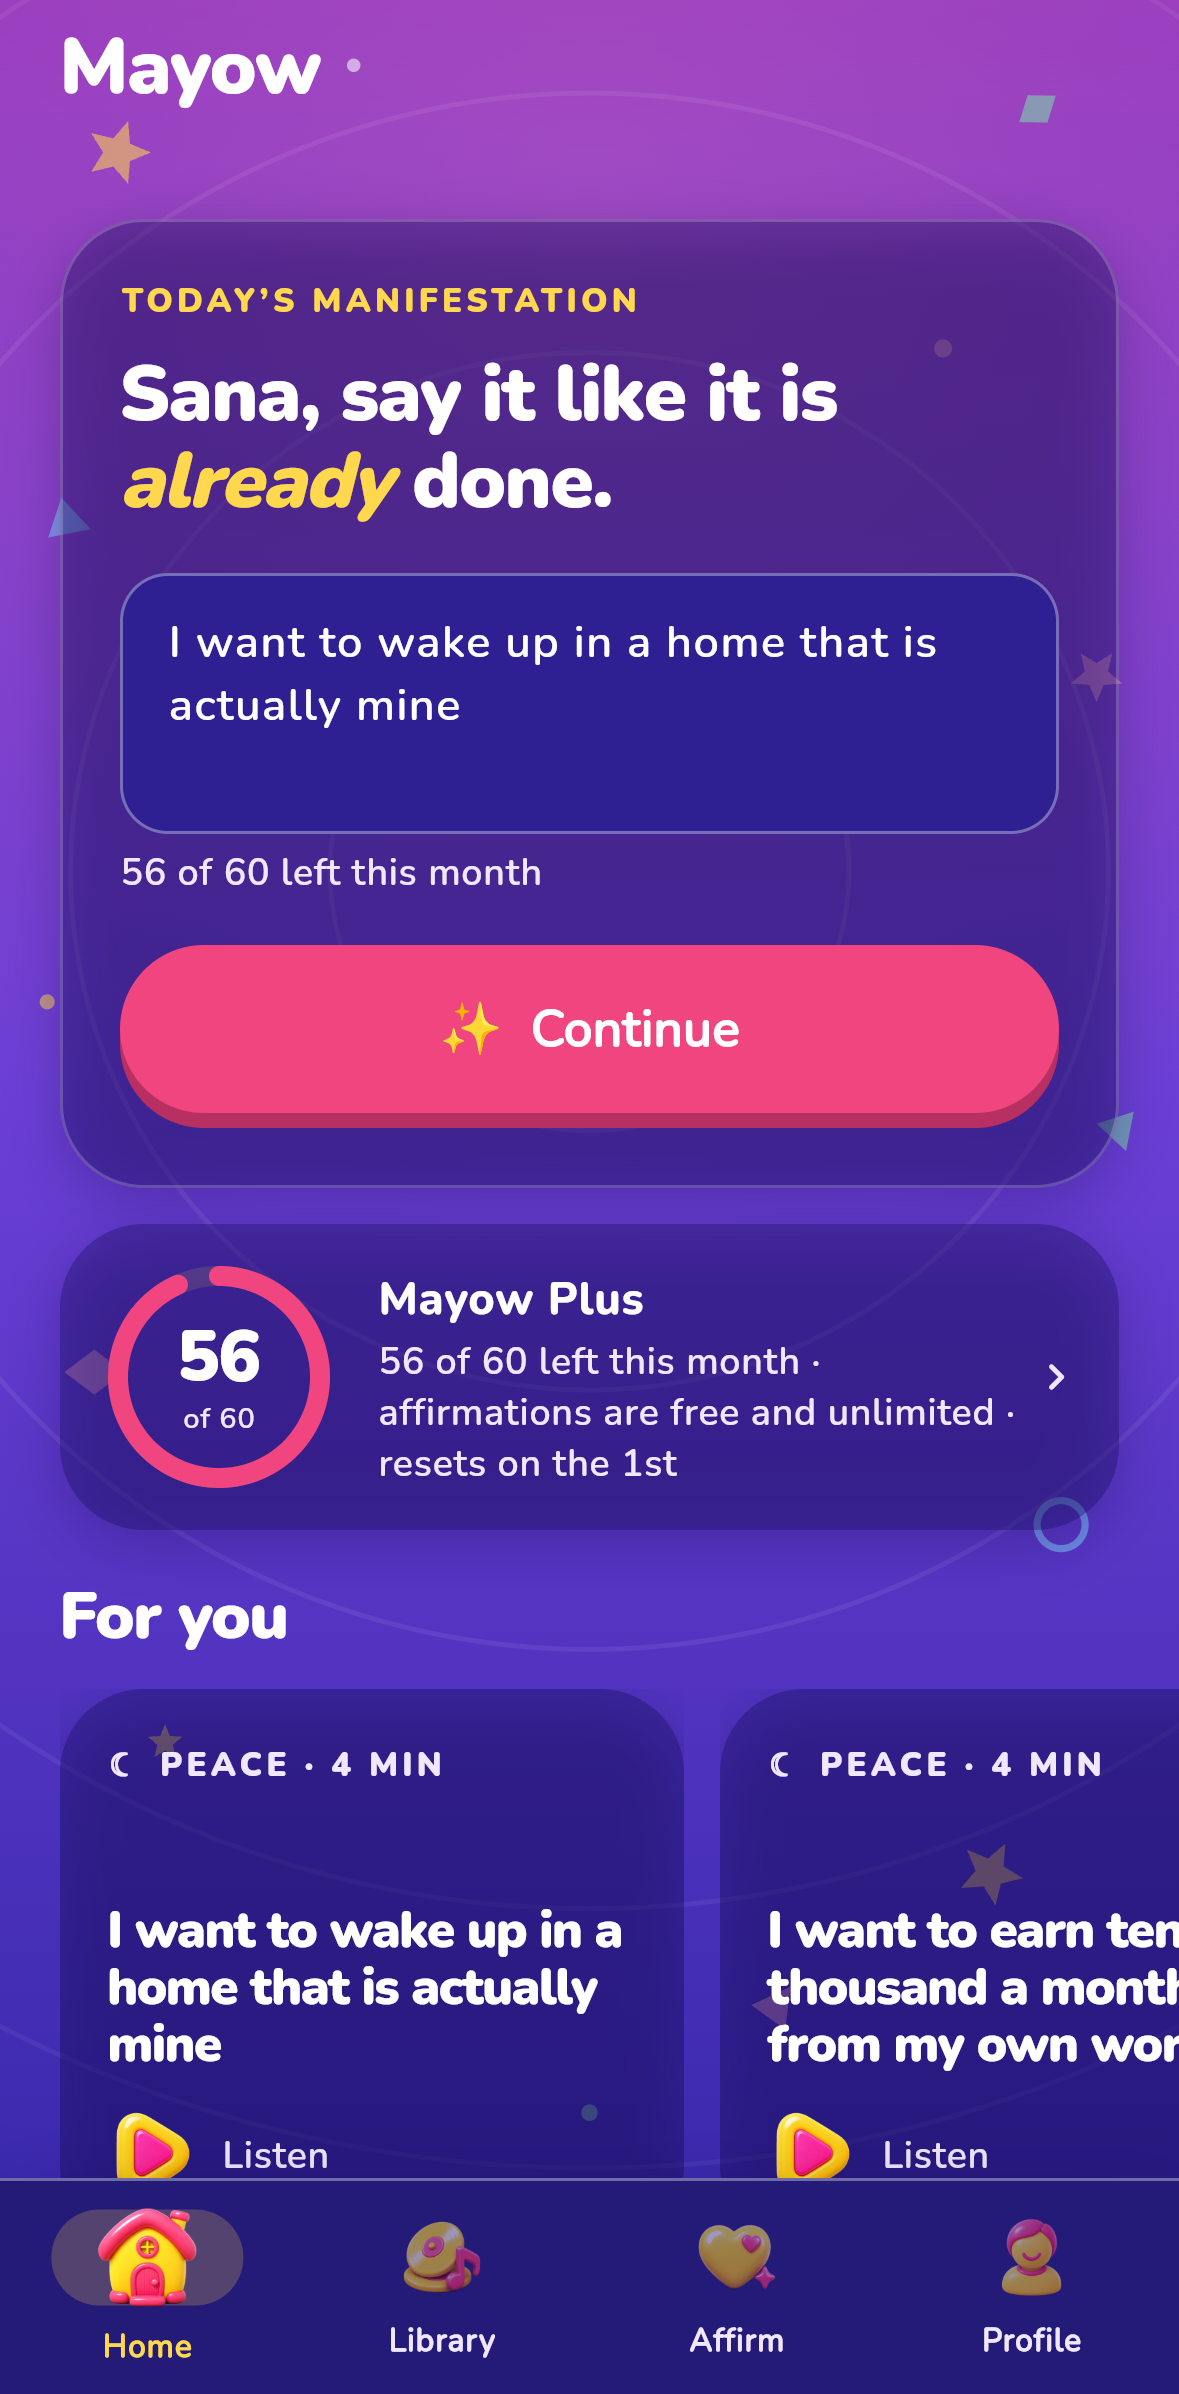 Mayow
TODAY’S MANIFESTATION
Sana, say it like it is
already done.
I want to wake up in a home that is
actually mine
56 of 60 left this month
Continue
56
of 60
Mayow Plus
56 of 60 left this month ·
affirmations are free and unlimited ·
resets on the 1st
For you
PEACE · 4 MIN
I want to wake up in a
home that is actually
mine
Listen
PEACE · 4 MIN
I want to earn ten
thousand a month
from my own
Listen
Home
Library
Affirm
Profile